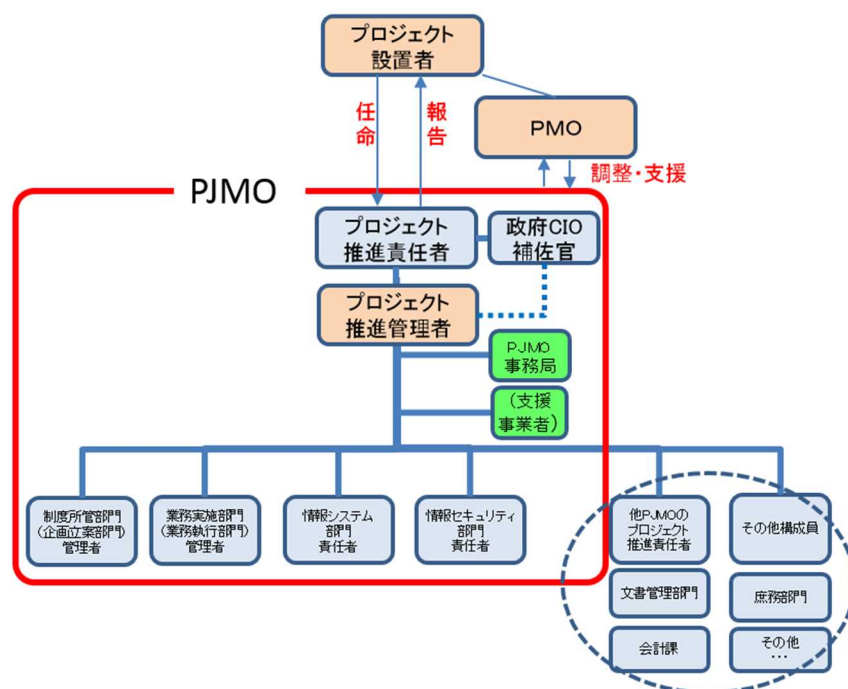 プロジェクト
設置者
任命
報告
PMO
調整・支援
PJMO
プロジェクト
推進責任者
政府CIO
補佐官
プロジェクト
推進管理者
PJMO
事務局
(支援
事業者)
制度所管部門
(企画立案部門)
管理者
業務実施部門
(業務執行部門)
管理者
情報システム
部門
責任者
情報セキュリティ
部門
責任者
他PJMOの
プロジェクト
推進責任者
その他構成員
文書管理部門
庶務部門
会計課
その他
…